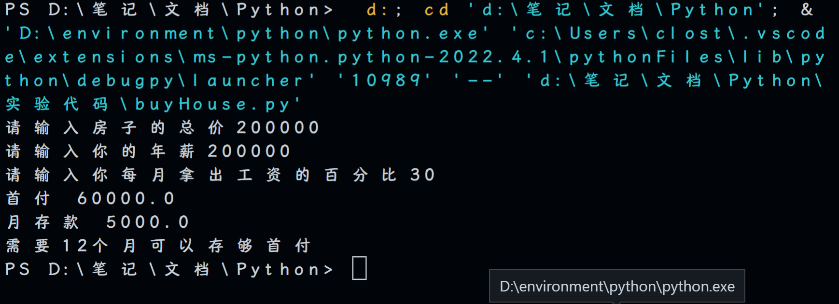 PS D:\笔记\文档\Python>  d:; cd 'd:\笔记\文档\Python'; &
'D:\environment\python\python.exe' 'c:\Users\clost\.vscod
e\extensions\ms-python.python-2022.4.1\pythonFiles\lib\py
thon\debugpy\launcher' '10989' '--' 'd:\笔记\文档\Python\
实验代码\buyHouse.py'
请输入房子的总价200000
请输入你的年薪200000
请输入你每月拿出工资的百分比30
首付 60000.0
月存款 5000.0
需要12个月可以存够首付
PS D:\笔记\文档\Python>
D:\environment\python\python.exe